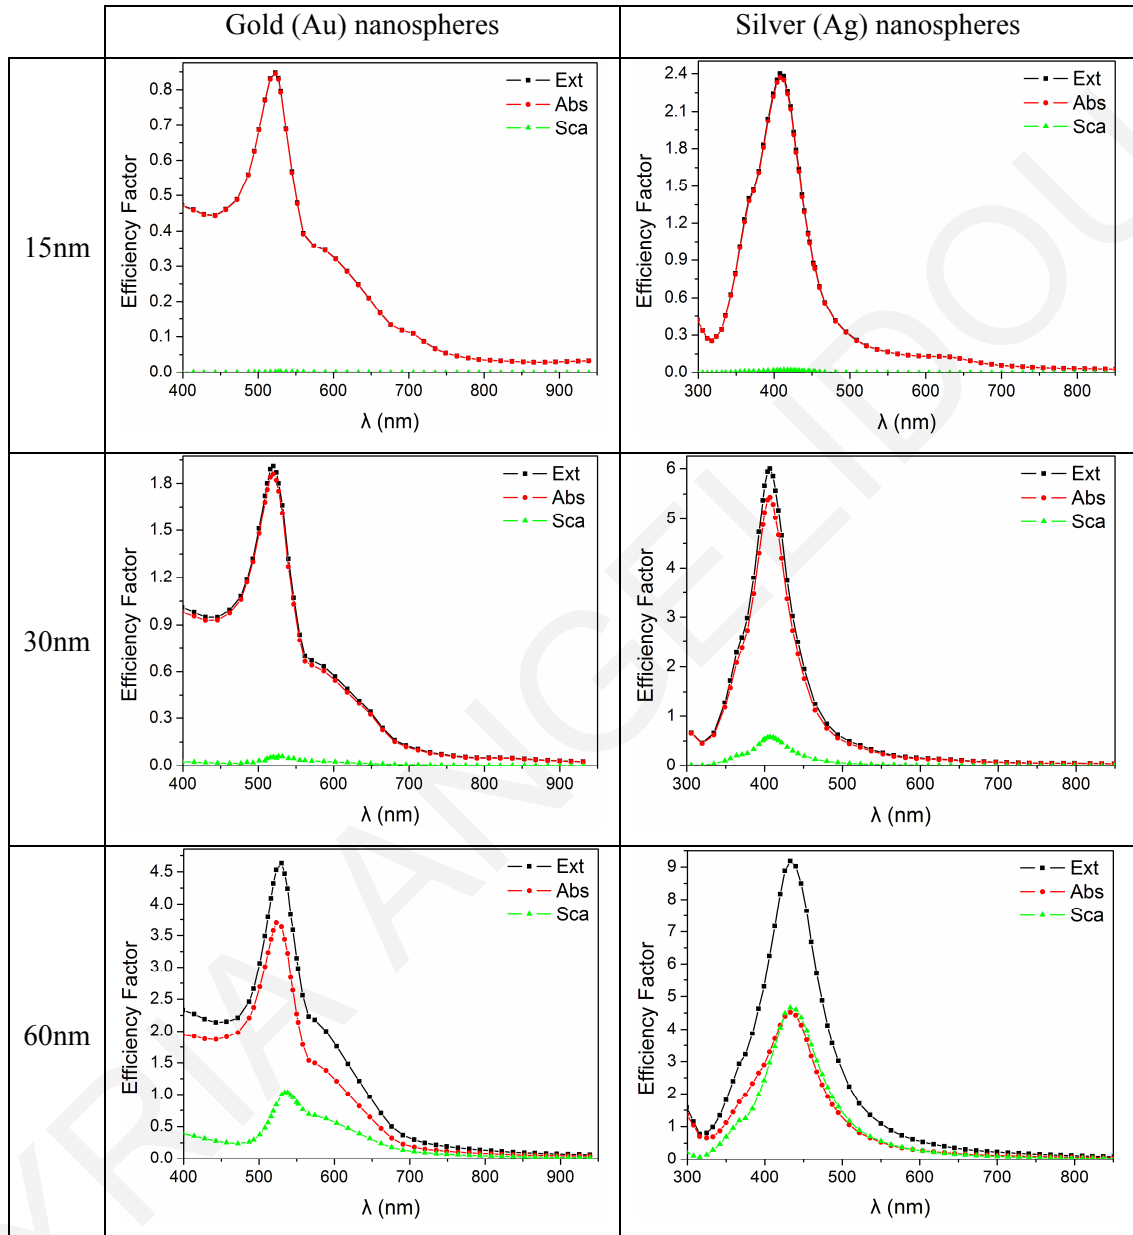 Gold (Au) nanospheres
Silver (Ag) nanospheres
15nm
Efficiency Factor
0.8
0.6
0.5
0.4
0.3
0.2
0.1
0.0
400 500 600 700 800 900
λ (nm)
Ext
Abs
Sca
Efficiency Factor
2.4
2.1
1.8
1.5
1.2
0.9
0.6
0.3
0.0
300 400 500 600 700 800
λ (nm)
Ext
Abs
Sca
30nm
Efficiency Factor
1.8
1.5
1.2
0.9
0.6
0.3
0.0
400 500 600 700 800 900
λ (nm)
Ext
Abs
Sca
Efficiency Factor
6
5
4
3
2
1
0
300 400 500 600 700 800
λ (nm)
Ext
Abs
Sca
60nm
Efficiency Factor
4.5
4.0
3.5
3.0
2.5
2.0
1.5
1.0
0.5
0.0
400 500 600 700 800 900
λ (nm)
Ext
Abs
Sca
Efficiency Factor
9
8
7
6
5
4
3
2
1
0
300 400 500 600 700 800
λ (nm)
Ext
Abs
Sca
YRIA ANGELIDOU